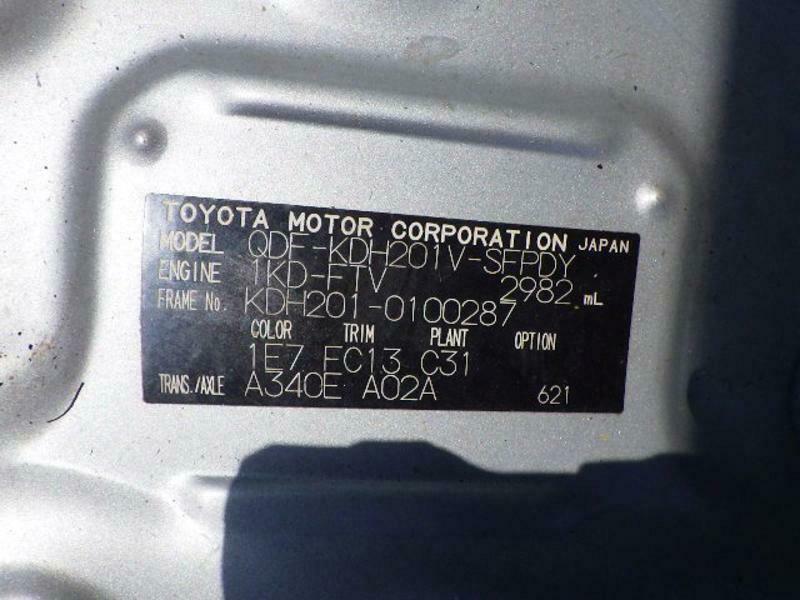 TOYOTA MOTOR CORPORATION JAPAN
MODEL QDF-KDH201V-SFPDY
ENGINE 1KD-FTV 2982 mL
FRAME No. KDH201-0100287
COLOR TRIM PLANT OPTION
1E7 FC13 C31
TRANS./AXLE A340E A02A 621